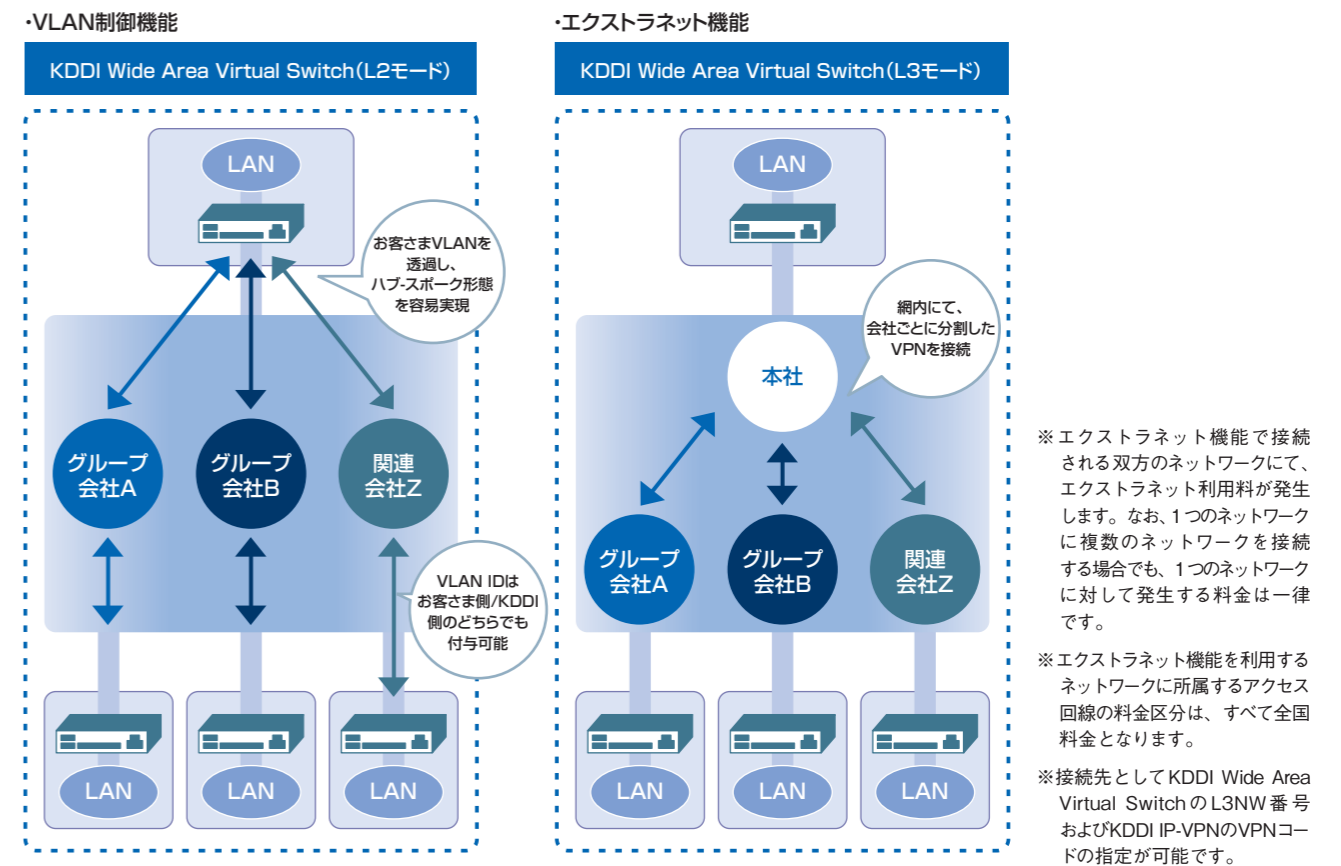 ・VLAN制御機能
KDDI Wide Area Virtual Switch（L2モード）
LAN
お客さまVLANを
透過し、
ハブ-スポーク形態
を容易実現
グループ
会社A
グループ
会社B
関連
会社Z
VLAN IDは
お客さま側/KDDI
側のどちらでも
付与可能
LAN
LAN
LAN
・エクストラネット機能
KDDI Wide Area Virtual Switch（L3モード）
LAN
網内にて、
会社ごとに分割した
VPNを接続
本社
グループ
会社A
グループ
会社B
関連
会社Z
LAN
LAN
LAN
※エクストラネット機能で接続
される双方のネットワークにて、
エクストラネット利用料が発生
します。なお、1つのネットワーク
に複数のネットワークを接続
する場合でも、1つのネットワーク
に対して発生する料金は一律
です。
※エクストラネット機能を利用する
ネットワークに所属するアクセス
回線の料金区分は、すべて全国
料金となります。
※接続先としてKDDI Wide Area
Virtual SwitchのL3NW番号
およびKDDI IP-VPNのVPNコー
ドの指定が可能です。